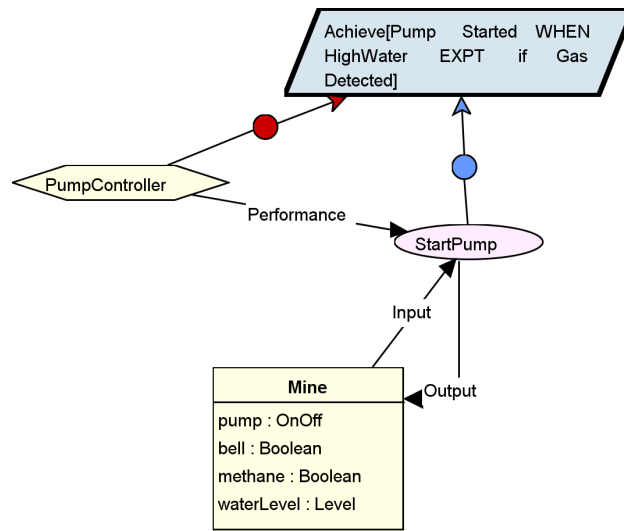 Achieve[Pump Started WHEN
HighWater EXPT if Gas
Detected]
PumpController
Performance
StartPump
Input
Mine
Output
pump : OnOff
bell : Boolean
methane : Boolean
waterLevel : Level